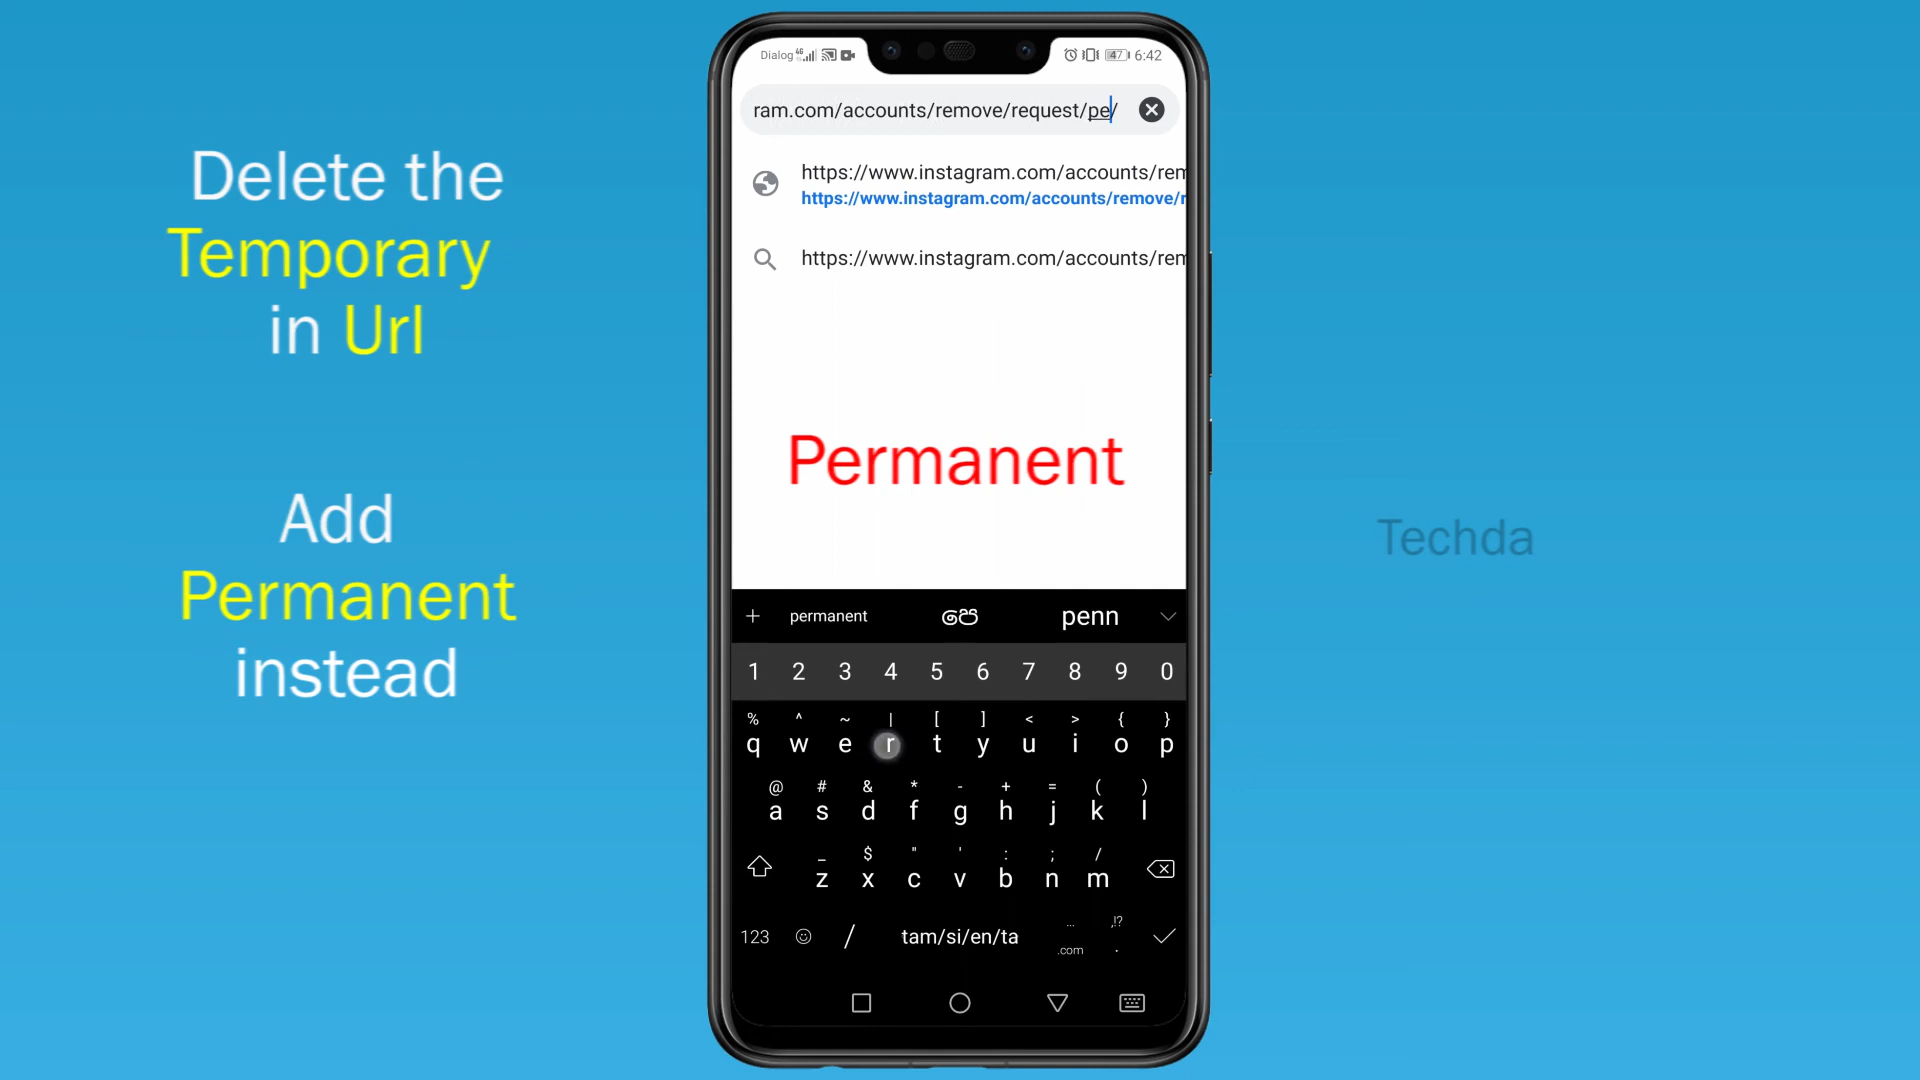 Delete the
Temporary
in Url
Add
Permanent
instead
Dialog 4G 47 6:42
ram.com/accounts/remove/request/pe/
https://www.instagram.com/accounts/rem
https://www.instagram.com/accounts/remove/r
https://www.instagram.com/accounts/rem
Permanent
+ permanent පෙ penn
1 2 3 4 5 6 7 8 9 0
% ^ ~ | [ ] < > { }
q w e r t y u i o p
@ # & * - + = ( )
a s d f g h j k l
_ $ " ' : ; /
z x c v b n m
... ,!?
123 / tam/si/en/ta .com .
Techda